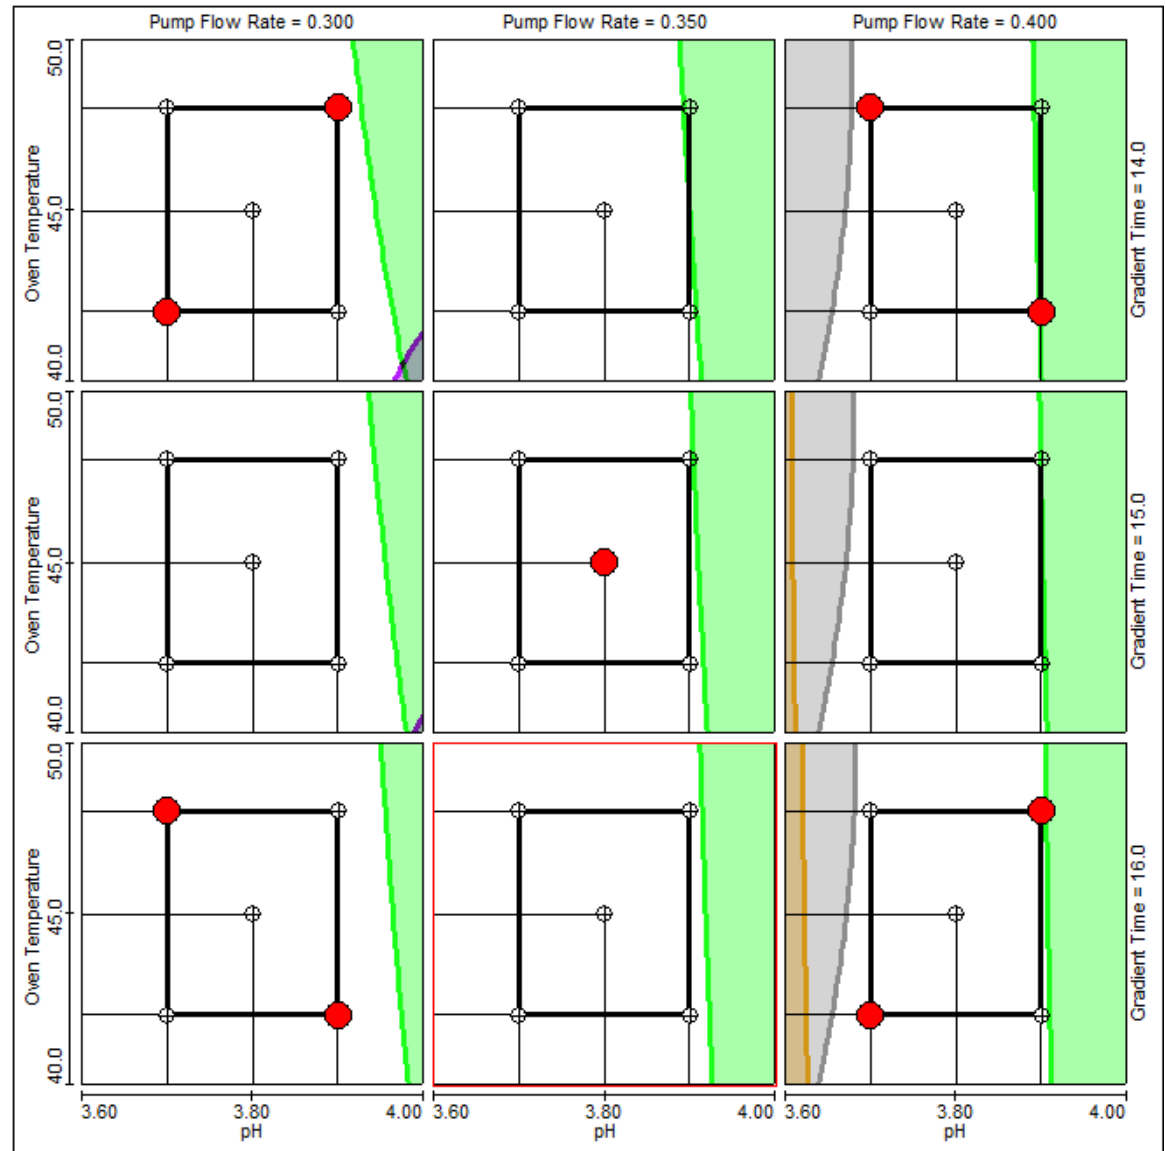 Pump Flow Rate = 0.300
Pump Flow Rate = 0.350
Pump Flow Rate = 0.400
50.0
45.0
40.0
Oven Temperature
Gradient Time = 14.0
50.0
45.0
40.0
Oven Temperature
Gradient Time = 15.0
50.0
45.0
40.0
Oven Temperature
Gradient Time = 16.0
3.60 3.80 4.00
pH
3.60 3.80 4.00
pH
3.60 3.80 4.00
pH